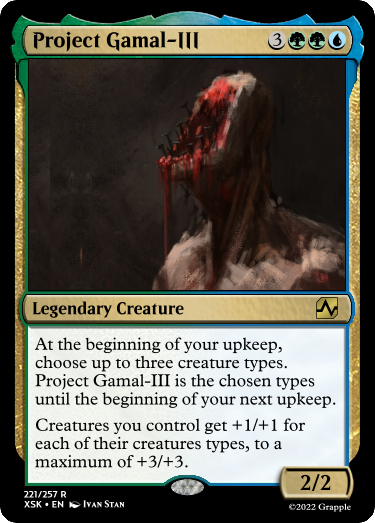 Project Gamal-III 3
Legendary Creature
At the beginning of your upkeep,
choose up to three creature types.
Project Gamal-III is the chosen types
until the beginning of your next upkeep.
Creatures you control get +1/+1 for
each of their creatures types, to a
maximum of +3/+3.
2/2
221/257 R
XSK • EN Ivan Stan
©2022 Grapple